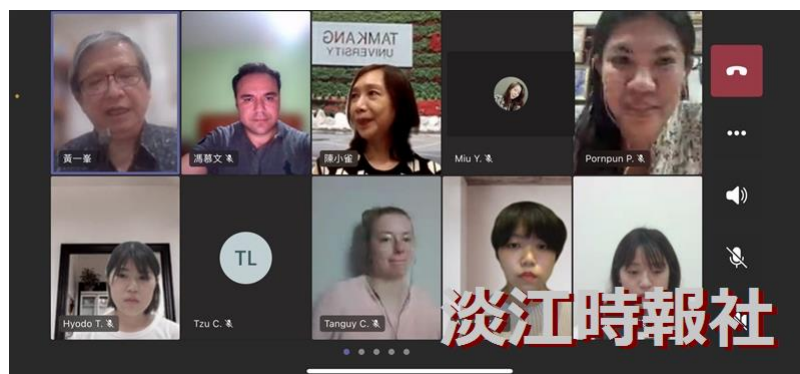 TAMKANG
UNIVERSITY
黃一峯
馮慕文
陳小雀
Miu Y.
Pornpun P.
Hyodo T.
TL
Tzu C.
Tanguy C.
淡江時報社